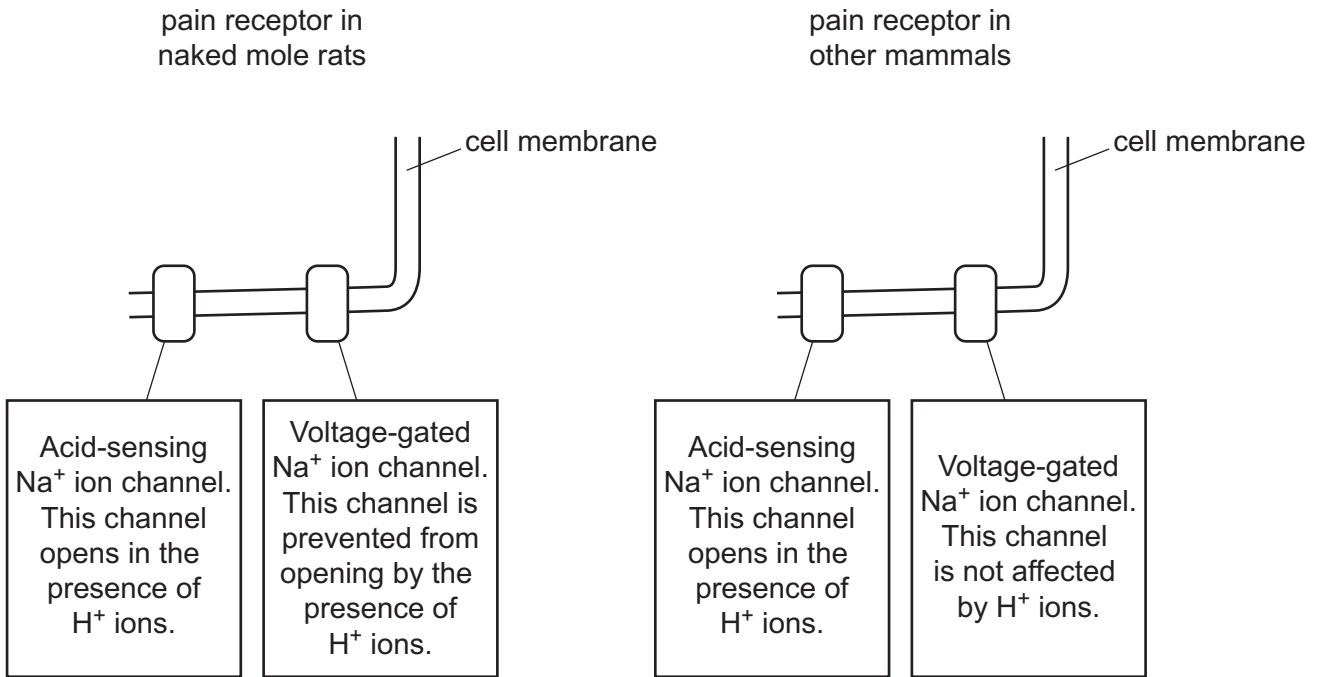 pain receptor in
naked mole rats
pain receptor in
other mammals
cell membrane
cell membrane
Acid-sensing
Na⁺ ion channel.
This channel
opens in the
presence of
H⁺ ions.
Voltage-gated
Na⁺ ion channel.
This channel is
prevented from
opening by the
presence of
H⁺ ions.
Acid-sensing
Na⁺ ion channel.
This channel
opens in the
presence of
H⁺ ions.
Voltage-gated
Na⁺ ion channel.
This channel
is not affected
by H⁺ ions.